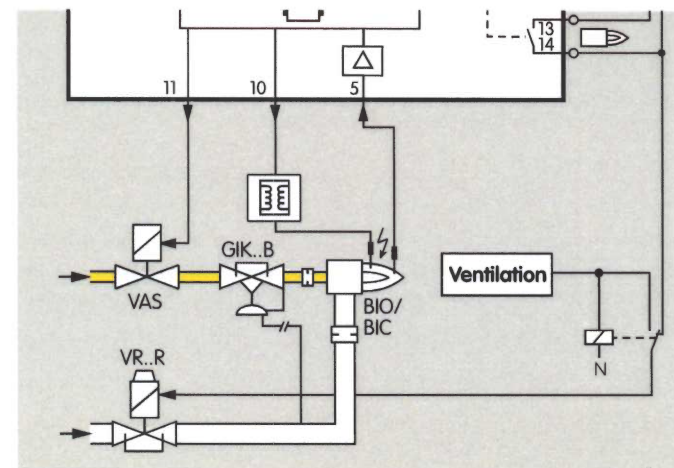 13
14
11 10 5
GIK..B
VAS
BIO/
BIC
Ventilation
VR..R
N